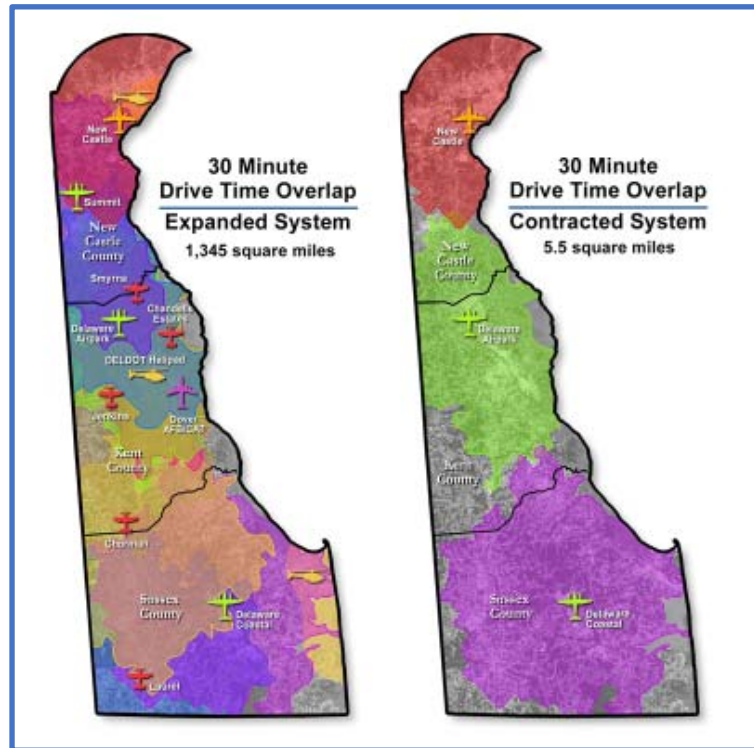 New
Castle
Summit
New
Castle
County
Smyrna
Chandelle
Estates
Delaware
Airpark
DELDOT Helipad
Jenkins
Dover
AFB/CAT
Kent
County
Chorman
Sussex
County
Delaware
Coastal
Laurel
30 Minute
Drive Time Overlap
Expanded System
1,345 square miles
New
Castle
New
Castle
County
Delaware
Airpark
Kent
County
Sussex
County
Delaware
Coastal
30 Minute
Drive Time Overlap
Contracted System
5.5 square miles